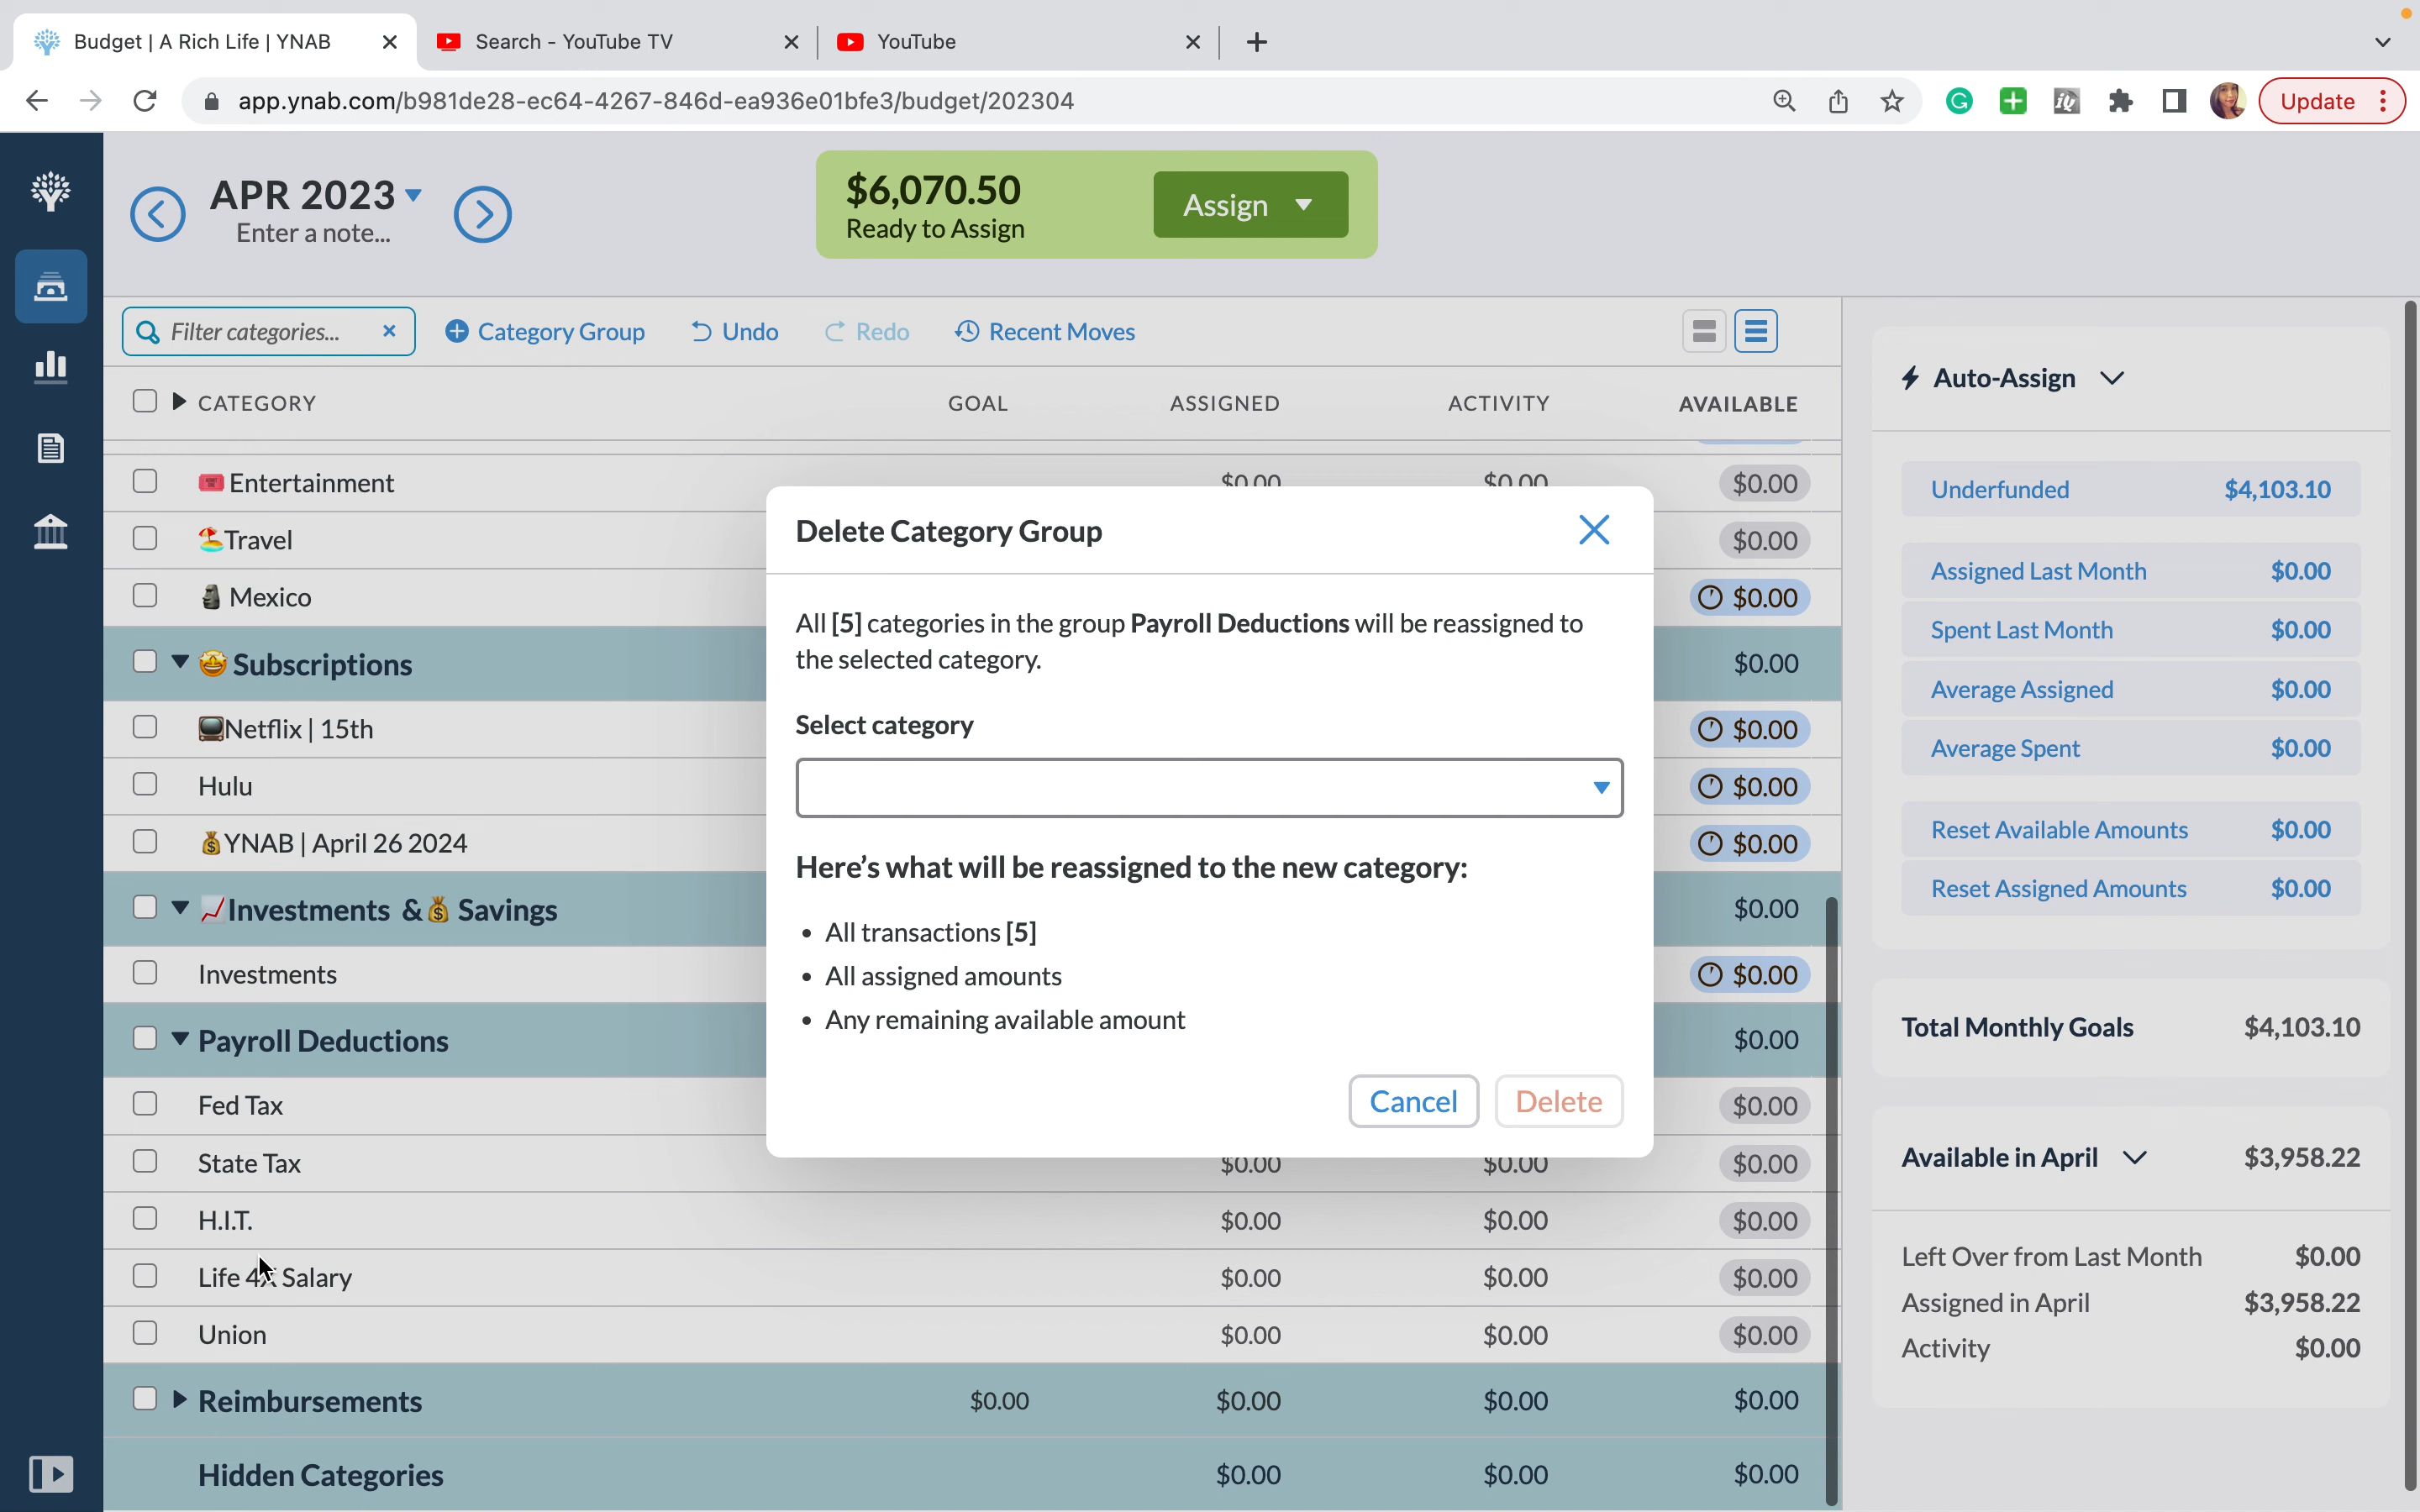 Budget | A Rich Life | YNAB
Search - YouTube TV
YouTube
app.ynab.com/b981de28-ec64-4267-846d-ea936e01bfe3/budget/202304
Update
APR 2023
Enter a note...
$6,070.50
Ready to Assign
Assign
Filter categories...
Category Group
Undo
Redo
Recent Moves
CATEGORY GOAL ASSIGNED ACTIVITY AVAILABLE
Entertainment $0.00 $0.00 $0.00
Travel $0.00
Mexico $0.00
Subscriptions $0.00
Netflix | 15th $0.00
Hulu $0.00
YNAB | April 26 2024 $0.00
Investments & Savings $0.00
Investments $0.00
Payroll Deductions $0.00
Fed Tax $0.00
State Tax $0.00 $0.00 $0.00
H.I.T. $0.00 $0.00 $0.00
Life 4X Salary $0.00 $0.00 $0.00
Union $0.00 $0.00 $0.00
Reimbursements $0.00 $0.00 $0.00 $0.00
Hidden Categories $0.00 $0.00 $0.00
Delete Category Group
All [5] categories in the group Payroll Deductions will be reassigned to
the selected category.
Select category
Here’s what will be reassigned to the new category:
• All transactions [5]
• All assigned amounts
• Any remaining available amount
Cancel
Delete
Auto-Assign
Underfunded $4,103.10
Assigned Last Month $0.00
Spent Last Month $0.00
Average Assigned $0.00
Average Spent $0.00
Reset Available Amounts $0.00
Reset Assigned Amounts $0.00
Total Monthly Goals $4,103.10
Available in April $3,958.22
Left Over from Last Month $0.00
Assigned in April $3,958.22
Activity $0.00